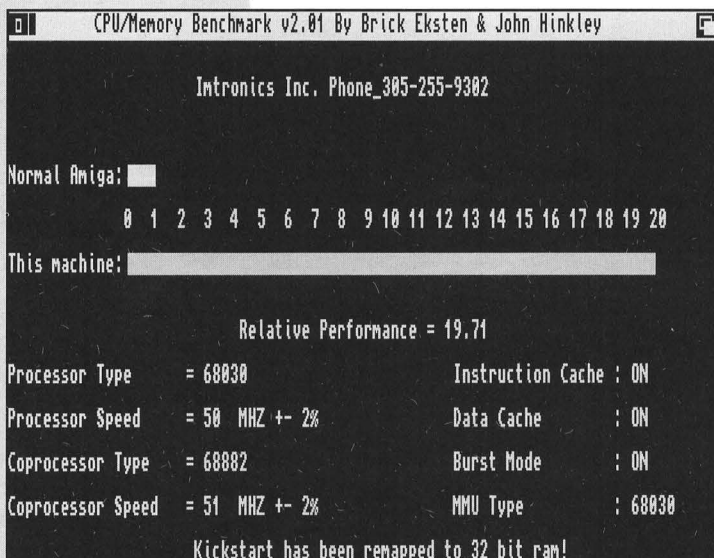 CPU/Memory Benchmark v2.01 By Brick Eksten & John Hinkley
Imtronics Inc. Phone_305-255-9302
Normal Amiga:
0 1 2 3 4 5 6 7 8 9 10 11 12 13 14 15 16 17 18 19 20
This machine:
Relative Performance = 19.71
Processor Type = 68030 Instruction Cache : ON
Processor Speed = 50 MHZ +- 2% Data Cache : ON
Coprocessor Type = 68882 Burst Mode : ON
Coprocessor Speed = 51 MHZ +- 2% MMU Type : 68030
Kickstart has been remapped to 32 bit ram!